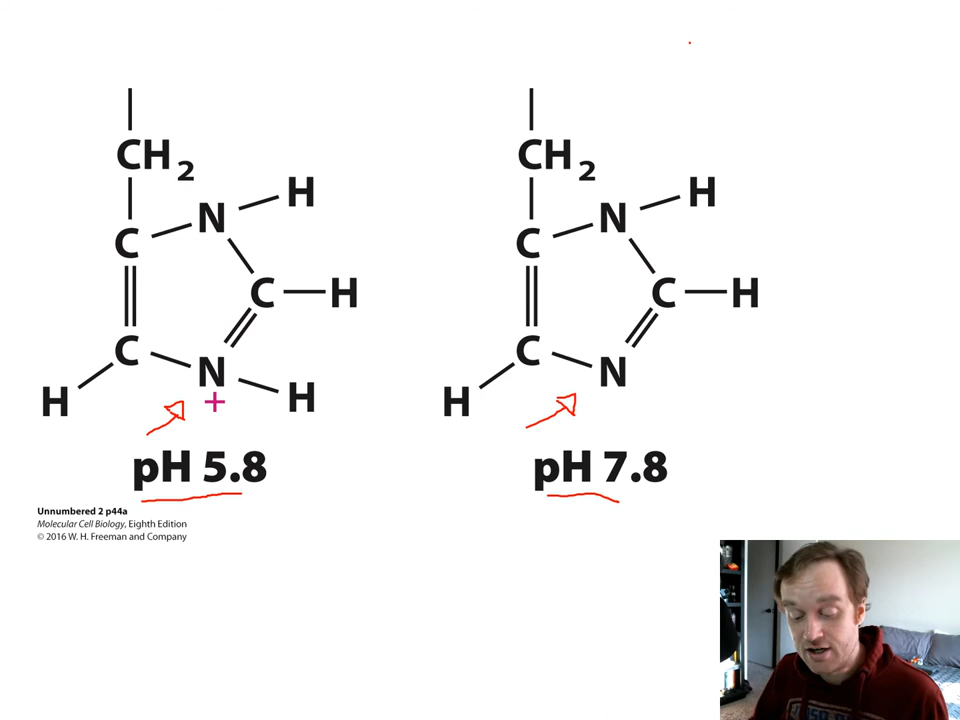 CH2
N
H
C
C
H
C
N
H
H
+
pH 5.8
CH2
N
H
C
C
H
C
N
H
pH 7.8
Unnumbered 2 p44a
Molecular Cell Biology, Eighth Edition
© 2016 W. H. Freeman and Company